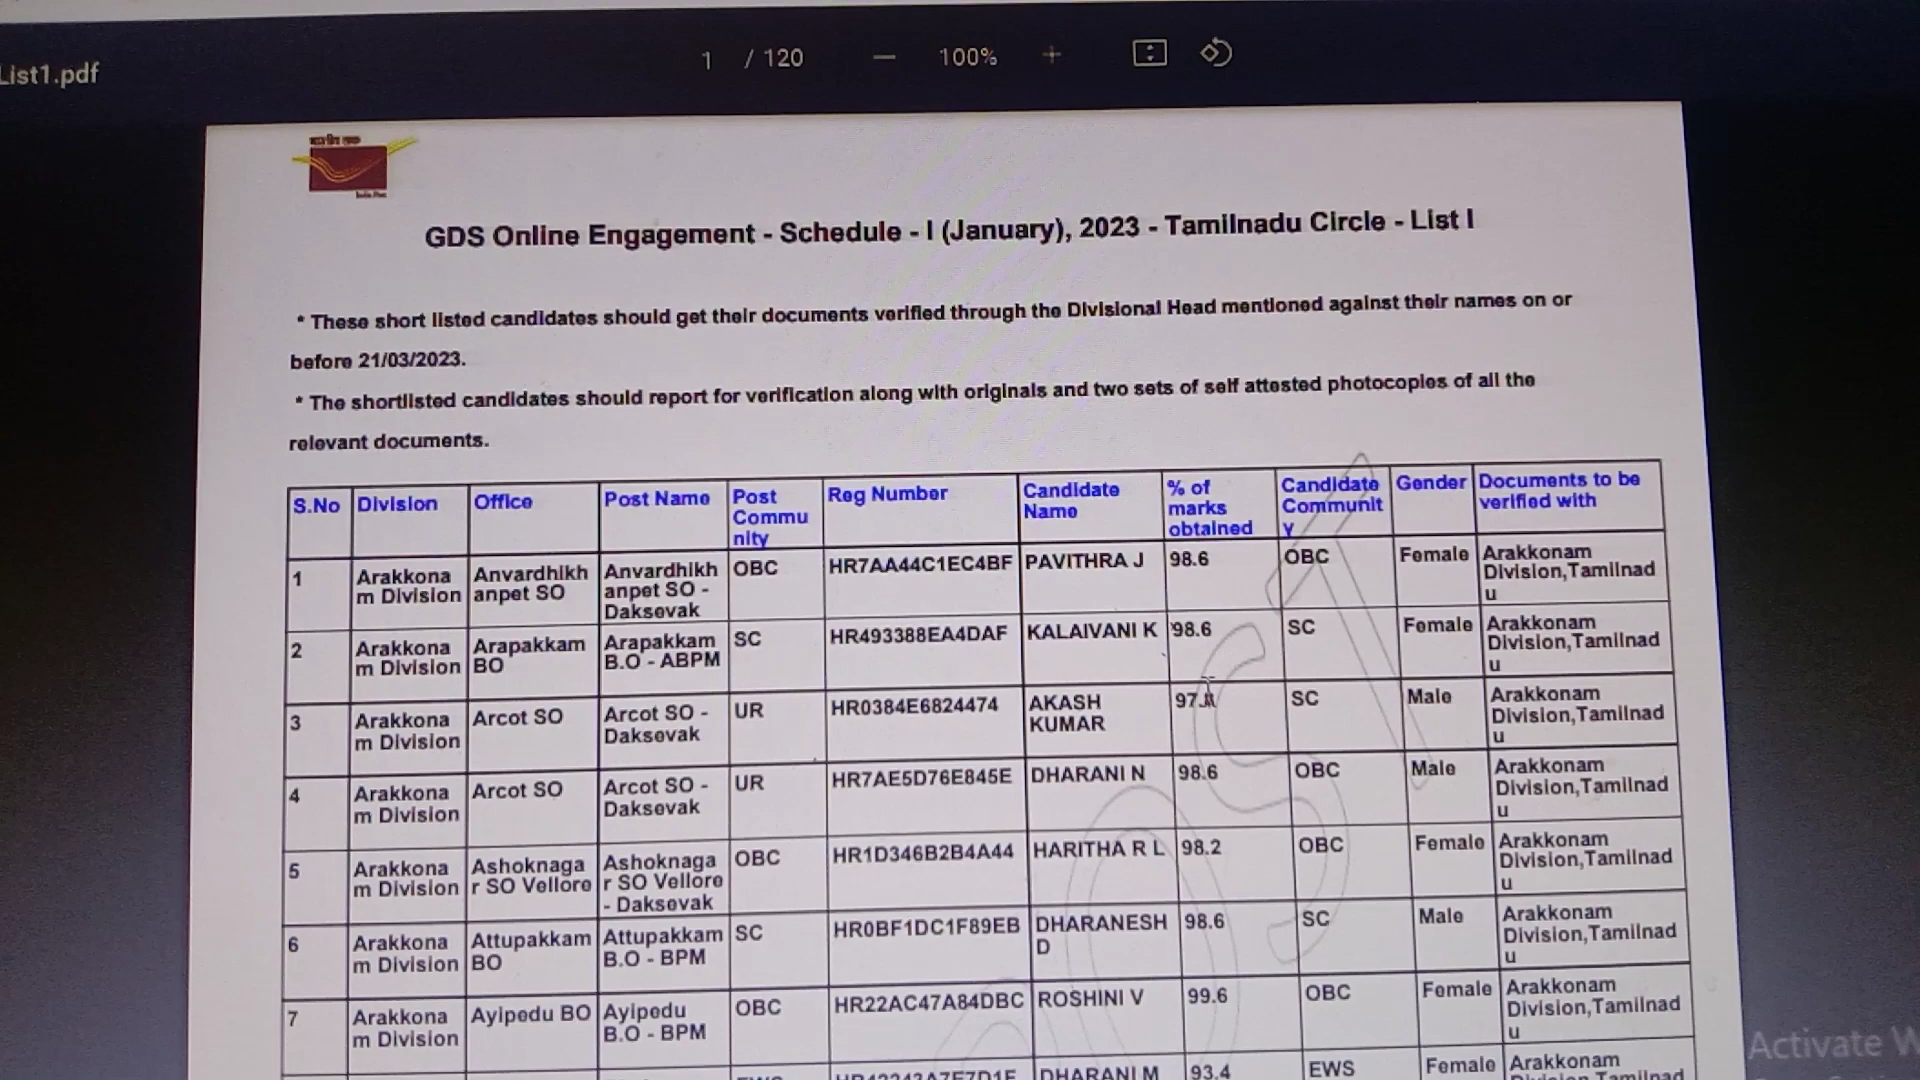 List1.pdf
1 / 120 — 100% +
GDS Online Engagement - Schedule - I (January), 2023 - Tamilnadu Circle - List I
* These short listed candidates should get their documents verified through the Divisional Head mentioned against their names on or
before 21/03/2023.
* The shortlisted candidates should report for verification along with originals and two sets of self attested photocopies of all the
relevant documents.
S.No Division Office Post Name Post Community Reg Number Candidate Name % of marks obtained Candidate Community Gender Documents to be verified with
1 Arakkonam Division Anvardhikhanpet SO Anvardhikhanpet SO - Daksevak OBC HR7AA44C1EC4BF PAVITHRA J 98.6 OBC Female Arakkonam Division,Tamilnadu
2 Arakkonam Division Arapakkam BO Arapakkam B.O - ABPM SC HR493388EA4DAF KALAIVANI K 98.6 SC Female Arakkonam Division,Tamilnadu
3 Arakkonam Division Arcot SO Arcot SO - Daksevak UR HR0384E6824474 AKASH KUMAR SC Male Arakkonam Division,Tamilnadu
4 Arakkonam Division Arcot SO Arcot SO - Daksevak UR HR7AE5D76E845E DHARANI N 98.6 OBC Male Arakkonam Division,Tamilnadu
5 Arakkonam Division Ashoknagar SO Vellore Ashoknagar SO Vellore - Daksevak OBC HR1D346B2B4A44 HARITHA R L 98.2 OBC Female Arakkonam Division,Tamilnadu
6 Arakkonam Division Attupakkam BO Attupakkam B.O - BPM SC HR0BF1DC1F89EB DHARANESH D 98.6 SC Male Arakkonam Division,Tamilnadu
7 Arakkonam Division Ayipedu BO Ayipedu B.O - BPM OBC HR22AC47A84DBC ROSHINI V 99.6 OBC Female Arakkonam Division,Tamilnadu
DHARANI M 93.4 EWS Female Arakkonam
Activate W